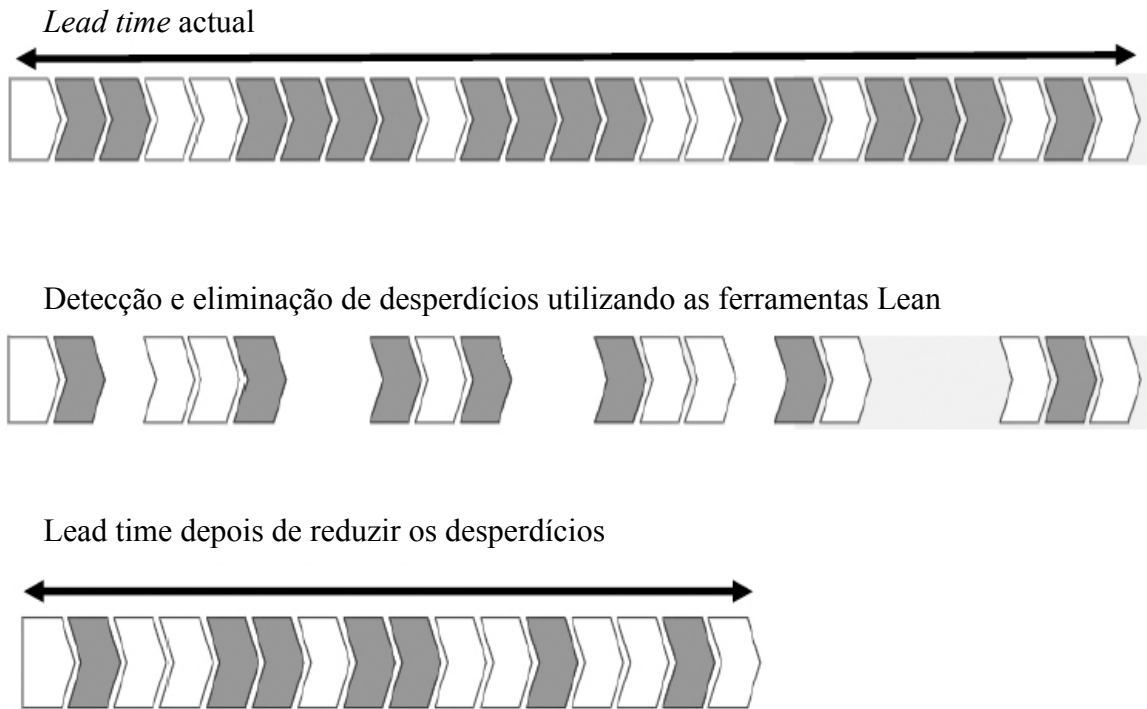 Lead time actual
Detecção e eliminação de desperdícios utilizando as ferramentas Lean
Lead time depois de reduzir os desperdícios